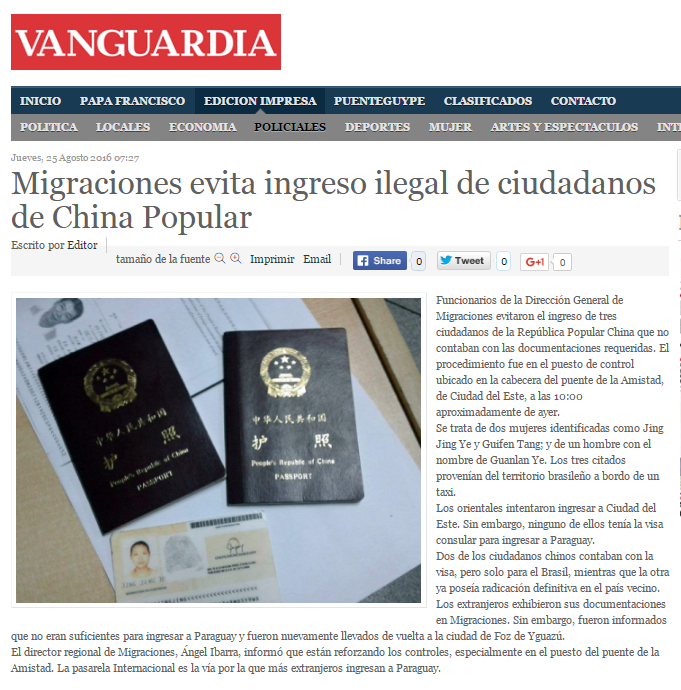 VANGUARDIA
INICIO PAPA FRANCISCO EDICION IMPRESA PUENTEGUYPE CLASIFICADOS CONTACTO
POLITICA LOCALES ECONOMIA POLICIALES DEPORTES MUJER ARTES Y ESPECTACULOS INTE
Jueves, 25 Agosto 2016 07:27
Migraciones evita ingreso ilegal de ciudadanos
de China Popular
Escrito por Editor
tamaño de la fuente Imprimir Email Share 0 Tweet 0 G+1 0
中华人民共和国
护照
People's Republic of China
PASSPORT
中华人民共和国
护照
People's Republic of China
PASSPORT
Funcionarios de la Dirección General de
Migraciones evitaron el ingreso de tres
ciudadanos de la República Popular China que no
contaban con las documentaciones requeridas. El
procedimiento fue en el puesto de control
ubicado en la cabecera del puente de la Amistad,
de Ciudad del Este, a las 10:00
aproximadamente de ayer.
Se trata de dos mujeres identificadas como Jing
Jing Ye y Guifen Tang; y de un hombre con el
nombre de Guanlan Ye. Los tres citados
provenían del territorio brasileño a bordo de un
taxi.
Los orientales intentaron ingresar a Ciudad del
Este. Sin embargo, ninguno de ellos tenía la visa
consular para ingresar a Paraguay.
Dos de los ciudadanos chinos contaban con la
visa, pero solo para el Brasil, mientras que la otra
ya poseía radicación definitiva en el país vecino.
Los extranjeros exhibieron sus documentaciones
en Migraciones. Sin embargo, fueron informados
que no eran suficientes para ingresar a Paraguay y fueron nuevamente llevados de vuelta a la ciudad de Foz de Yguazú.
El director regional de Migraciones, Ángel Ibarra, informó que están reforzando los controles, especialmente en el puesto del puente de la
Amistad. La pasarela Internacional es la vía por la que más extranjeros ingresan a Paraguay.